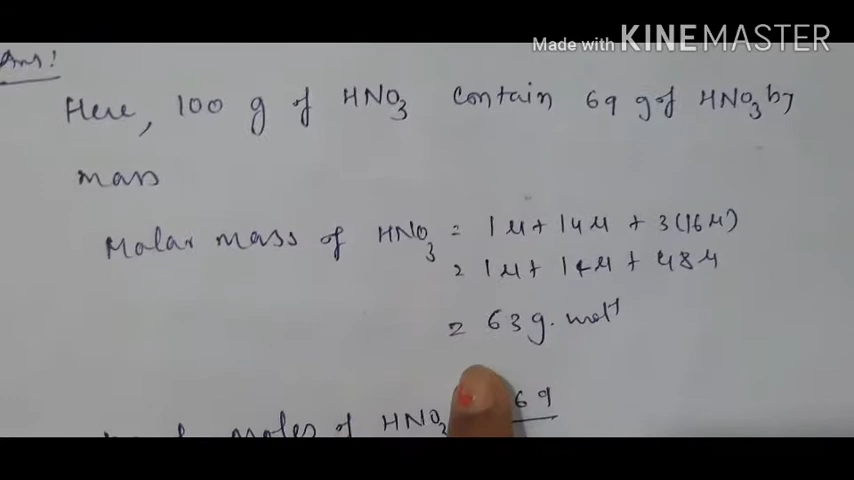 Made with KINEMASTER
Ans!
Here, 100 g of HNO3 contain 69 g of HNO3 by
mass
Molar mass of HNO3 = 1u + 14u + 3(16u)
= 1u + 14u + 48u
= 63g. mol-1
moles of HNO3 69